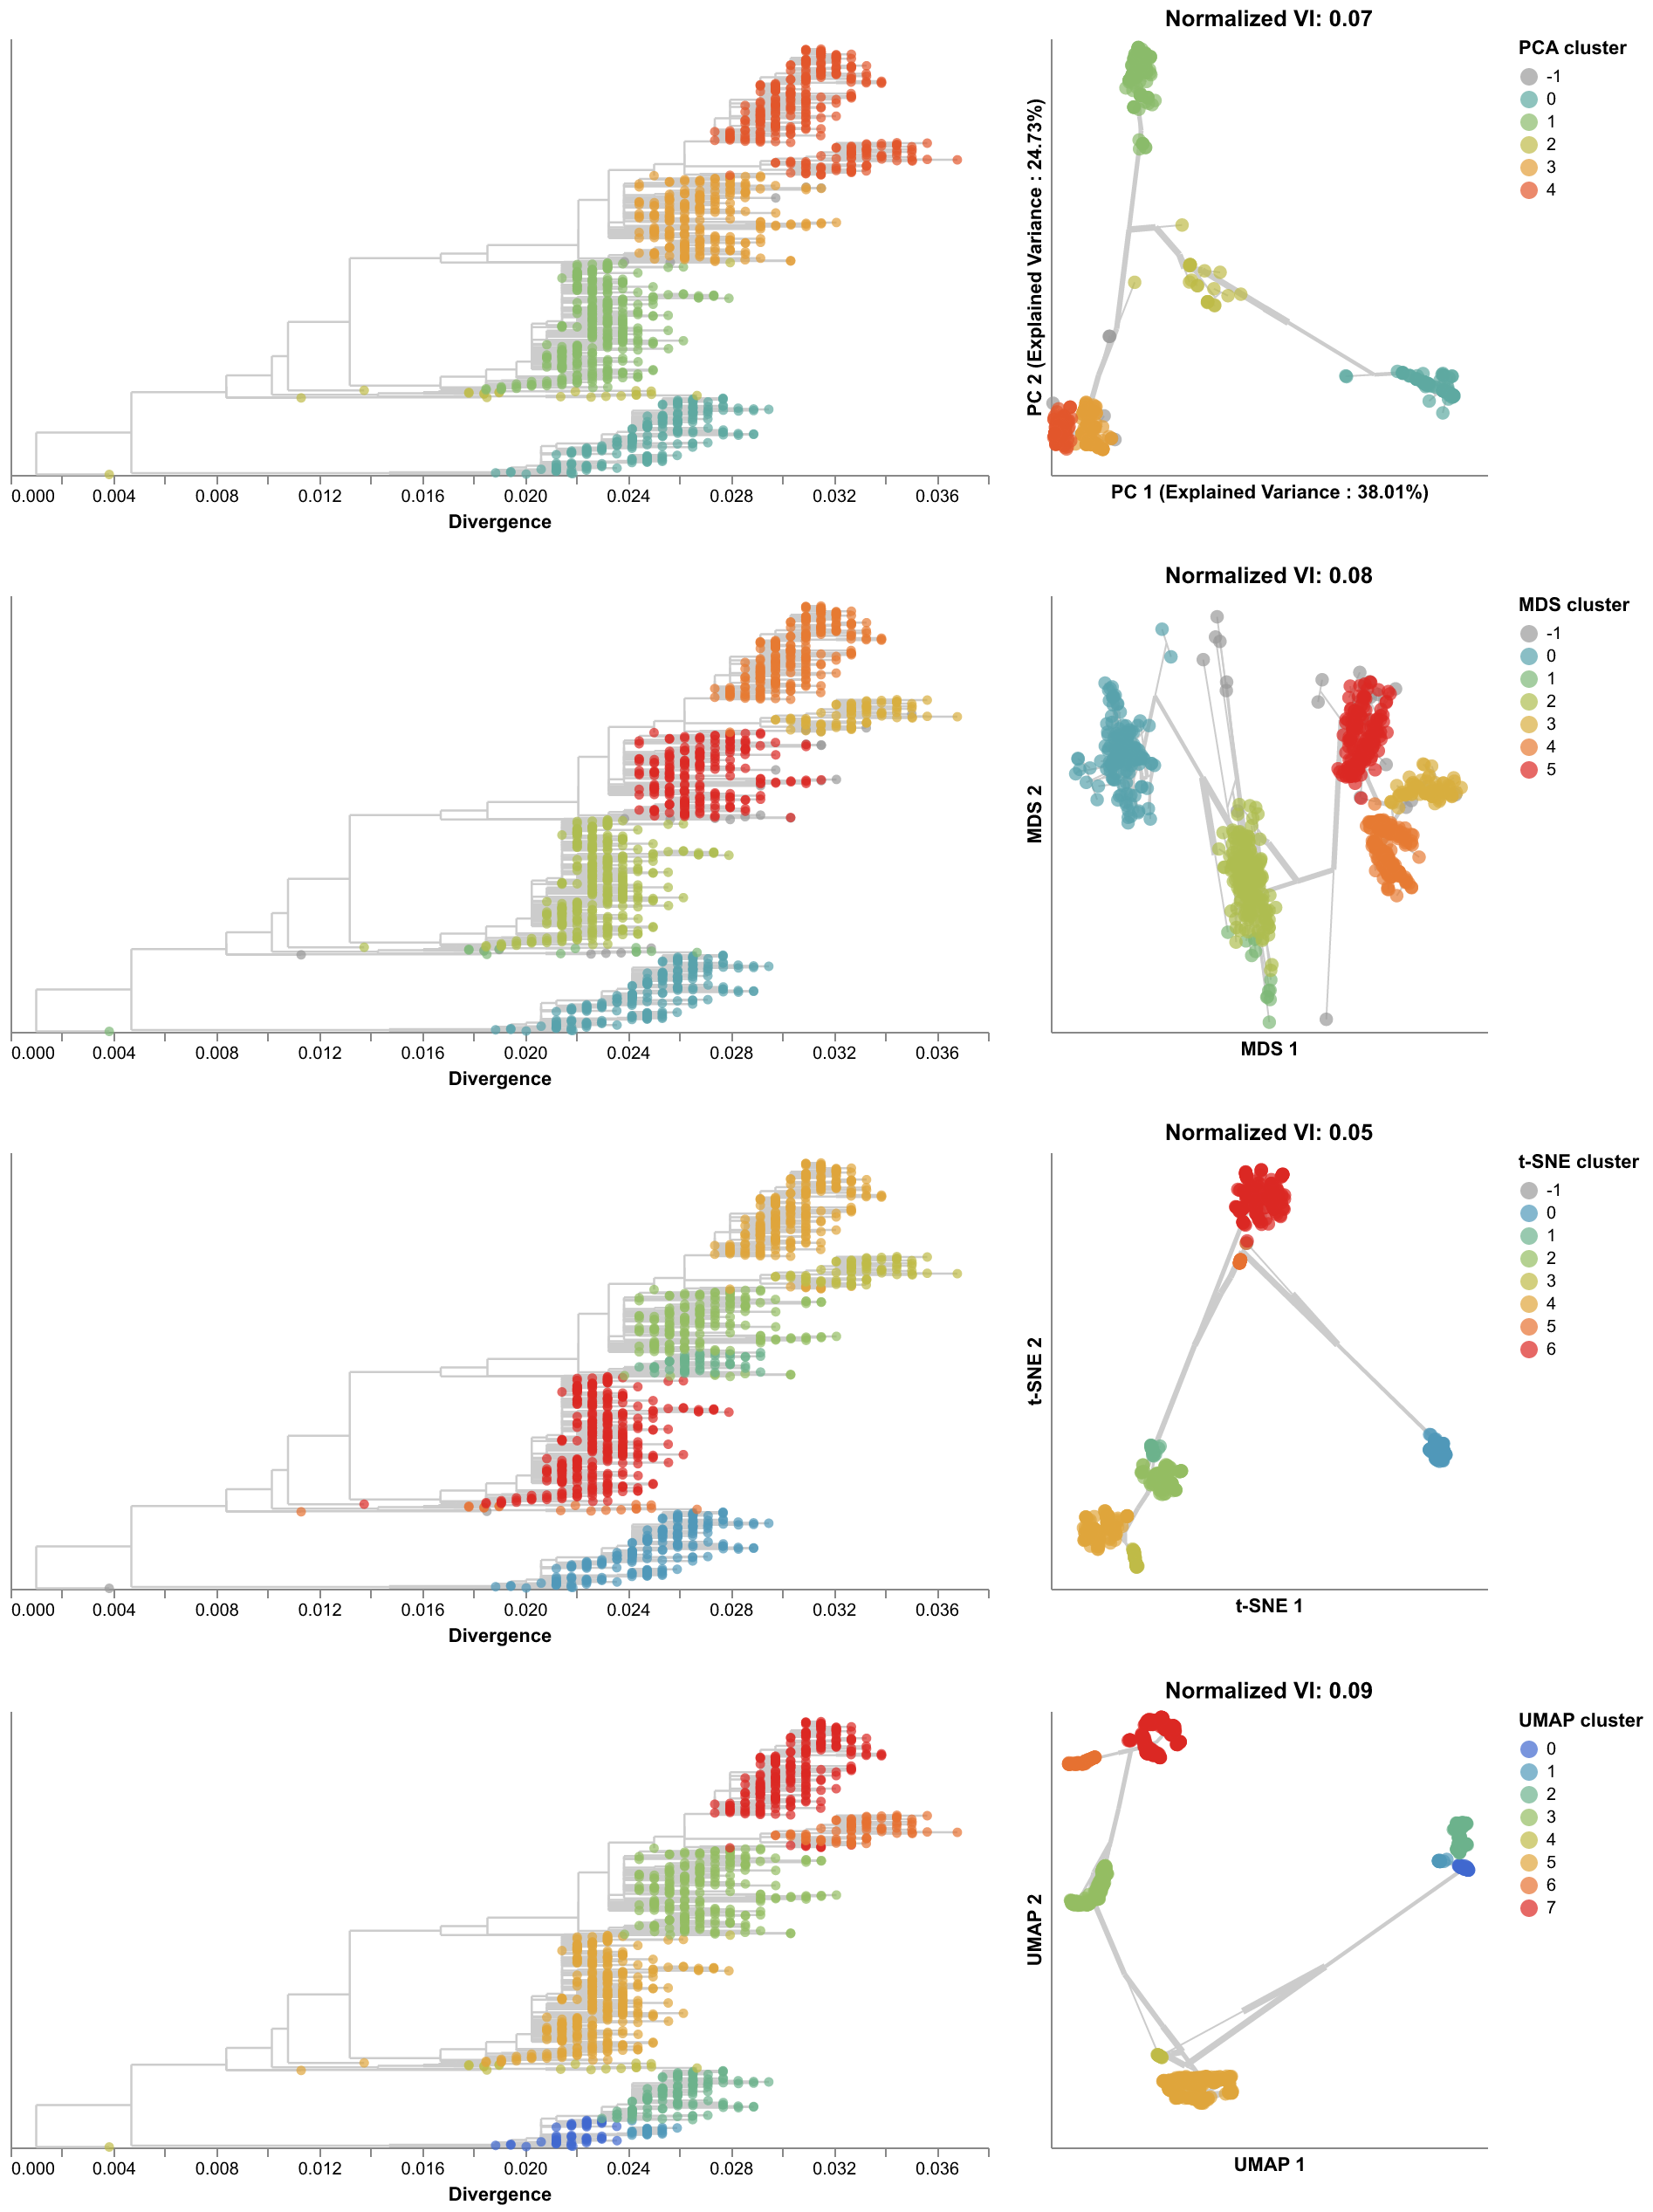 Normalized VI: 0.07
PCA cluster
-1
0
1
2
3
4
PC 2 (Explained Variance : 24.73%)
PC 1 (Explained Variance : 38.01%)
0.000 0.004 0.008 0.012 0.016 0.020 0.024 0.028 0.032 0.036
Divergence
Normalized VI: 0.08
MDS cluster
-1
0
1
2
3
4
5
MDS 2
MDS 1
0.000 0.004 0.008 0.012 0.016 0.020 0.024 0.028 0.032 0.036
Divergence
Normalized VI: 0.05
t-SNE cluster
-1
0
1
2
3
4
5
6
t-SNE 2
t-SNE 1
0.000 0.004 0.008 0.012 0.016 0.020 0.024 0.028 0.032 0.036
Divergence
Normalized VI: 0.09
UMAP cluster
0
1
2
3
4
5
6
7
UMAP 2
UMAP 1
0.000 0.004 0.008 0.012 0.016 0.020 0.024 0.028 0.032 0.036
Divergence